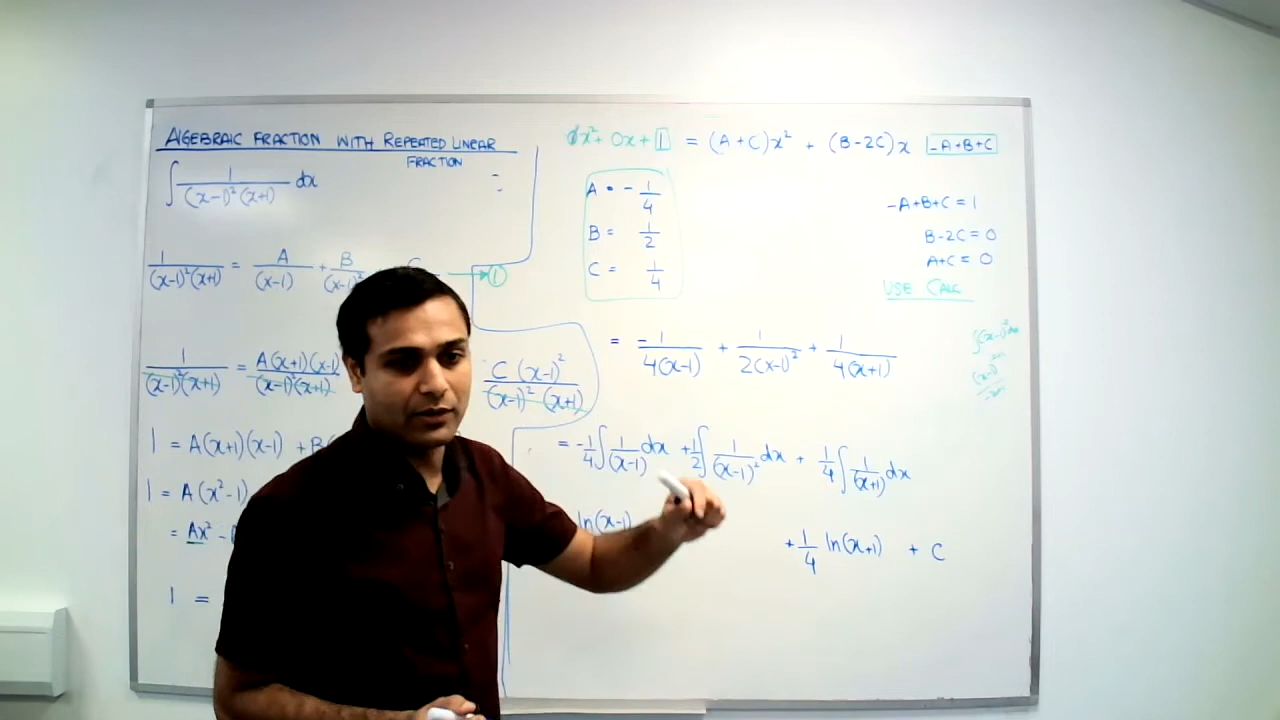 ALGEBRAIC FRACTION WITH REPEATED LINEAR
FRACTION
∫ 1/((x-1)²(x+1)) dx
1/((x-1)²(x+1)) = A/(x-1) + B/(x-1)² C → ①
1/((x-1)²(x+1)) = A(x+1)(x-1)/((x-1)²(x+1)) C(x-1)²/((x-1)²(x+1))
1 = A(x+1)(x-1) + B(
1 = A(x²-1)
= Ax² -
1 =
x² + 0x + 1 = (A+C)x² + (B-2C)x -A+B+C
A = -1/4
B = 1/2
C = 1/4
-A+B+C = 1
B-2C = 0
A+C = 0
USE CALC
= -1/(4(x-1)) + 1/(2(x-1)²) + 1/(4(x+1))
= -1/4 ∫ 1/(x-1) dx + 1/2 ∫ 1/(x-1)² dx + 1/4 ∫ 1/(x+1) dx
ln(x-1) + 1/4 ln(x+1) + C